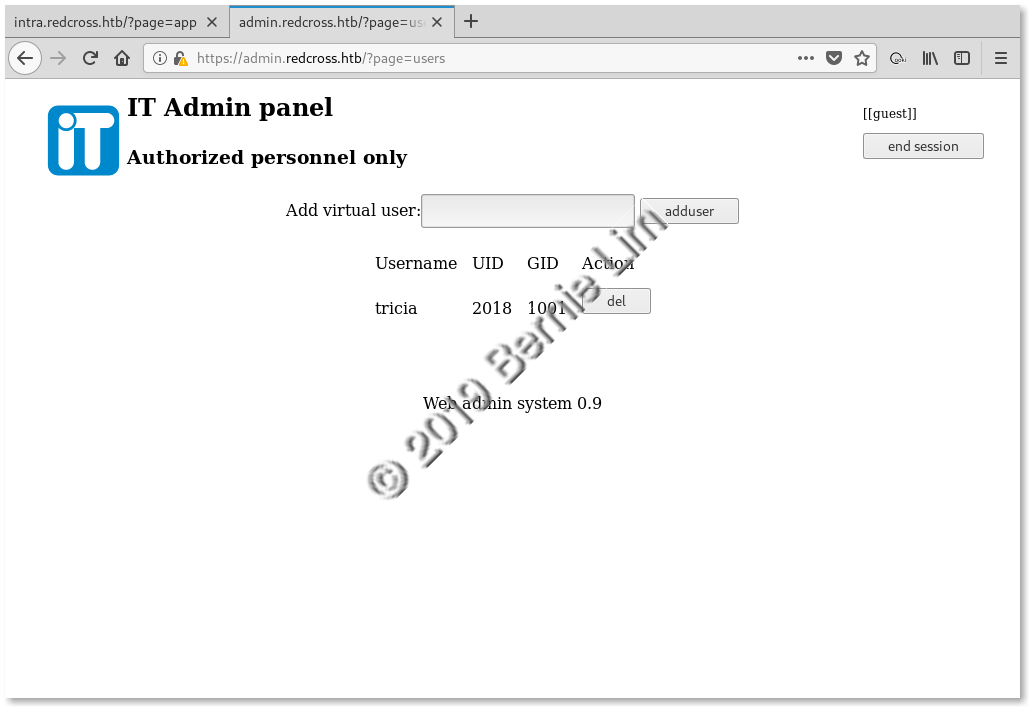 intra.redcross.htb/?page=app
admin.redcross.htb/?page=us
https://admin.redcross.htb/?page=users
iT
IT Admin panel
Authorized personnel only
[[guest]]
end session
Add virtual user:
adduser
Username UID GID Action
tricia 2018 1001 del
Web admin system 0.9
© 2019 Bernie Lim